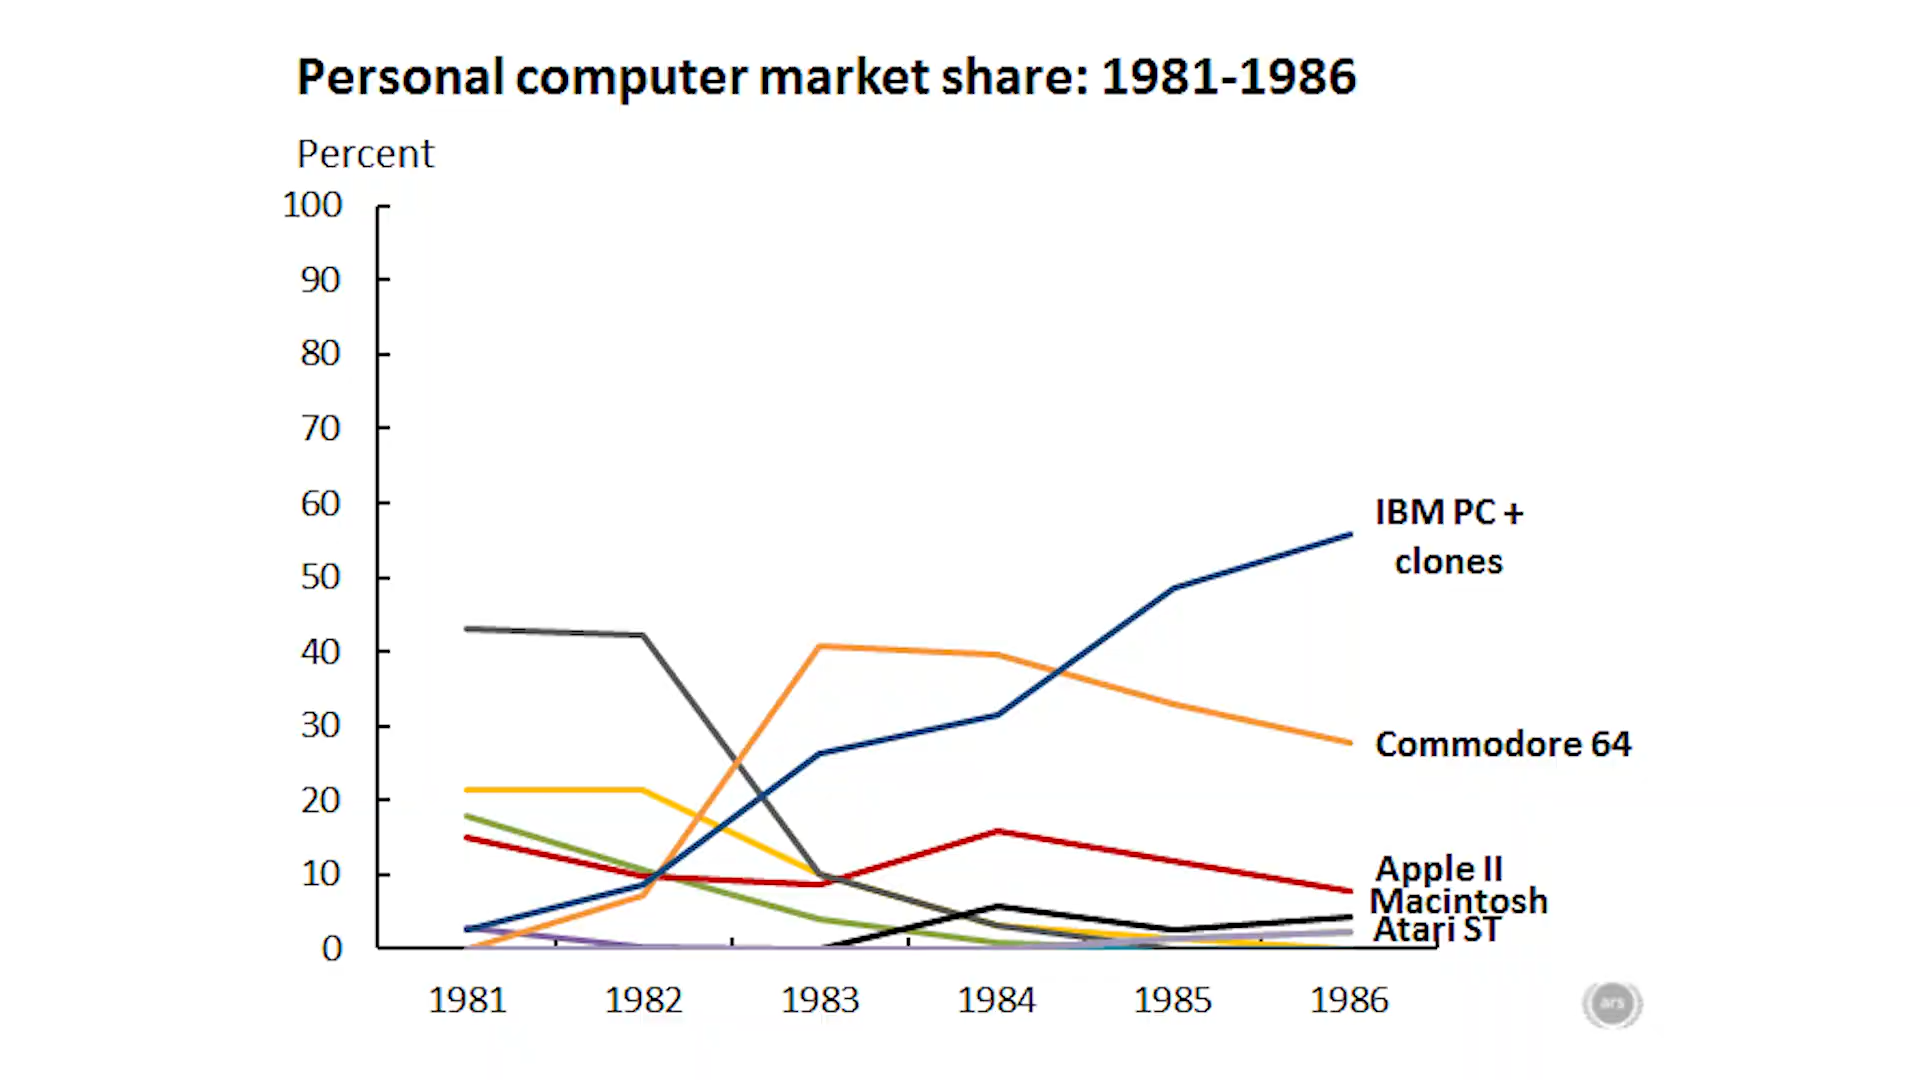 Personal computer market share: 1981-1986
Percent
100
90
80
70
60
50
40
30
20
10
0
IBM PC +
clones
Commodore 64
Apple II
Macintosh
Atari ST
1981 1982 1983 1984 1985 1986
ars